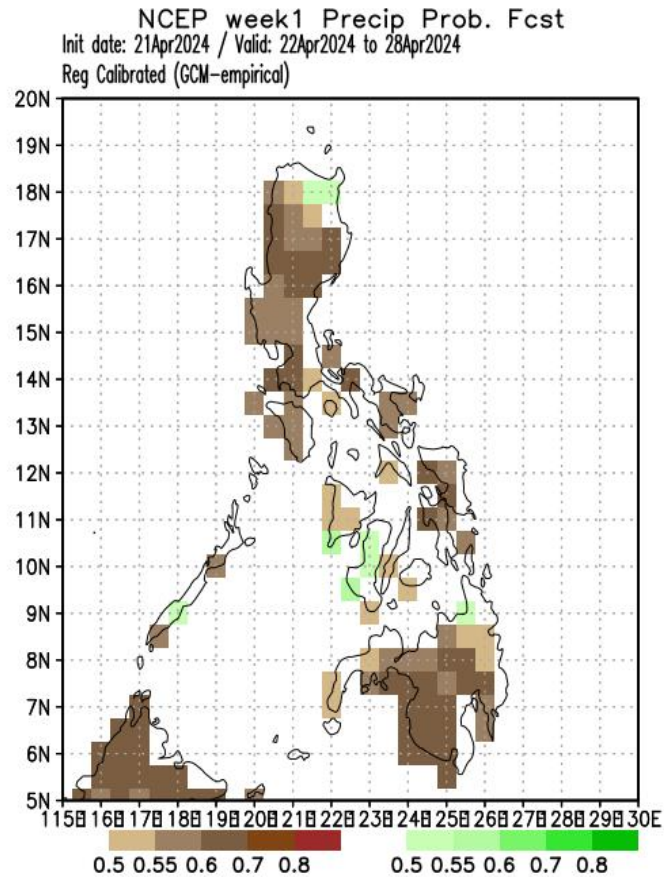 NCEP week1 Precip Prob. Fcst
Init date: 21Apr2024 / Valid: 22Apr2024 to 28Apr2024
Reg Calibrated (GCM-empirical)
20N
19N
18N
17N
16N
15N
14N
13N
12N
11N
10N
9N
8N
7N
6N
5N
115E 116E 117E 118E 119E 120E 121E 122E 123E 124E 125E 126E 127E 128E 129E 130E
0.5 0.55 0.6 0.7 0.8 0.5 0.55 0.6 0.7 0.8